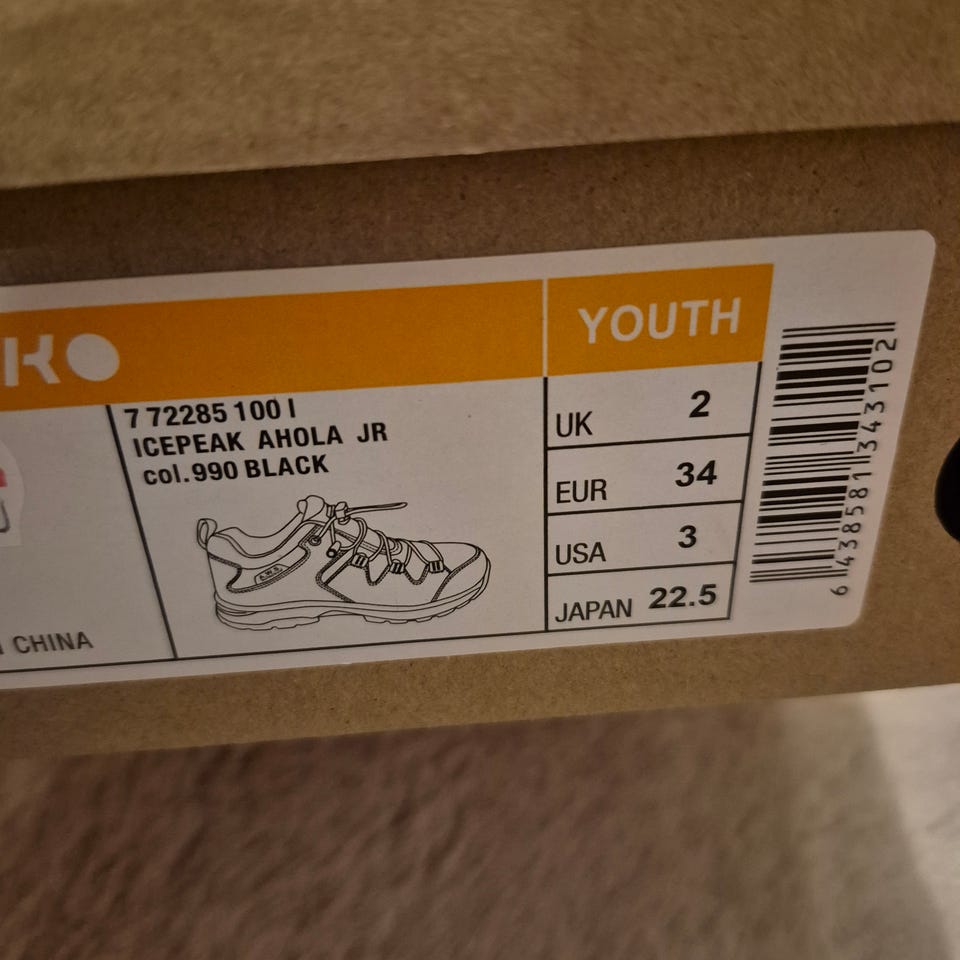 KO
YOUTH
7 72285 100 I
ICEPEAK AHOLA JR
col.990 BLACK
A.W.S.
CHINA
UK 2
EUR 34
USA 3
JAPAN 22.5
6 438581 343102